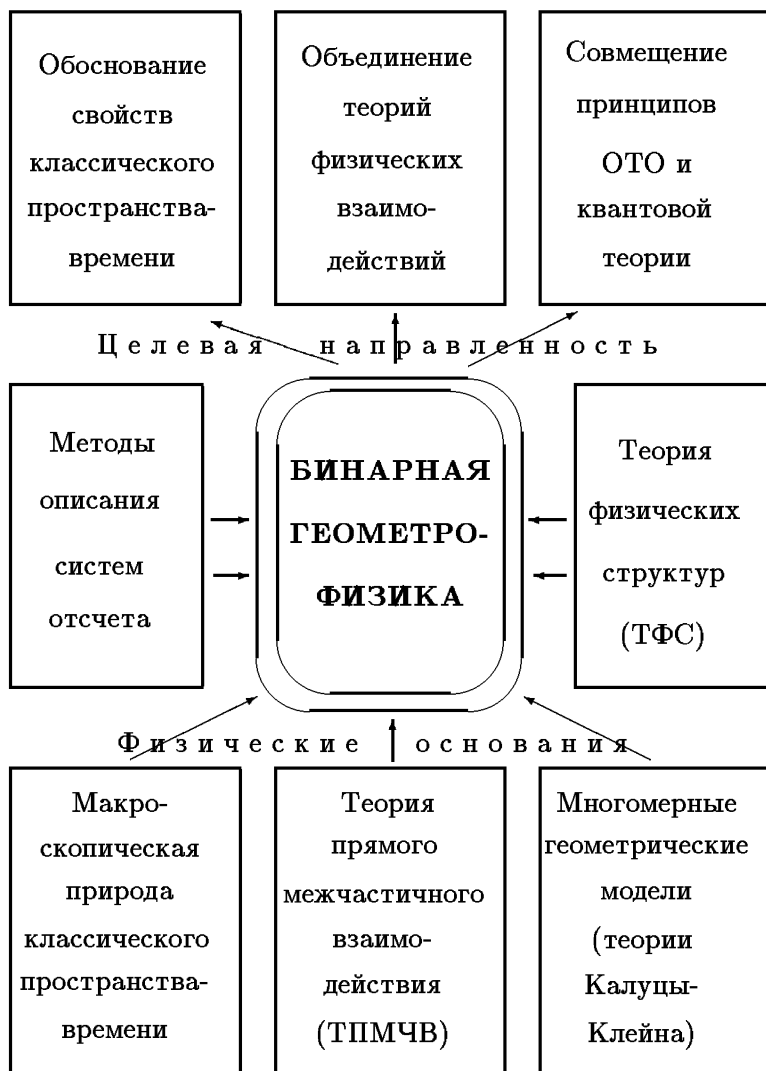 Обоснование
свойств
классического
пространства-
времени
Объединение
теорий
физических
взаимо-
действий
Совмещение
принципов
ОТО и
квантовой
теории
Целевая направленность
Методы
описания
систем
отсчета
БИНАРНАЯ
ГЕОМЕТРО-
ФИЗИКА
Теория
физических
структур
(ТФС)
Физические основания
Макро-
скопическая
природа
классического
пространства-
времени
Теория
прямого
межчастичного
взаимо-
действия
(ТПМЧВ)
Многомерные
геометрические
модели
(теории
Калуцы-
Клейна)